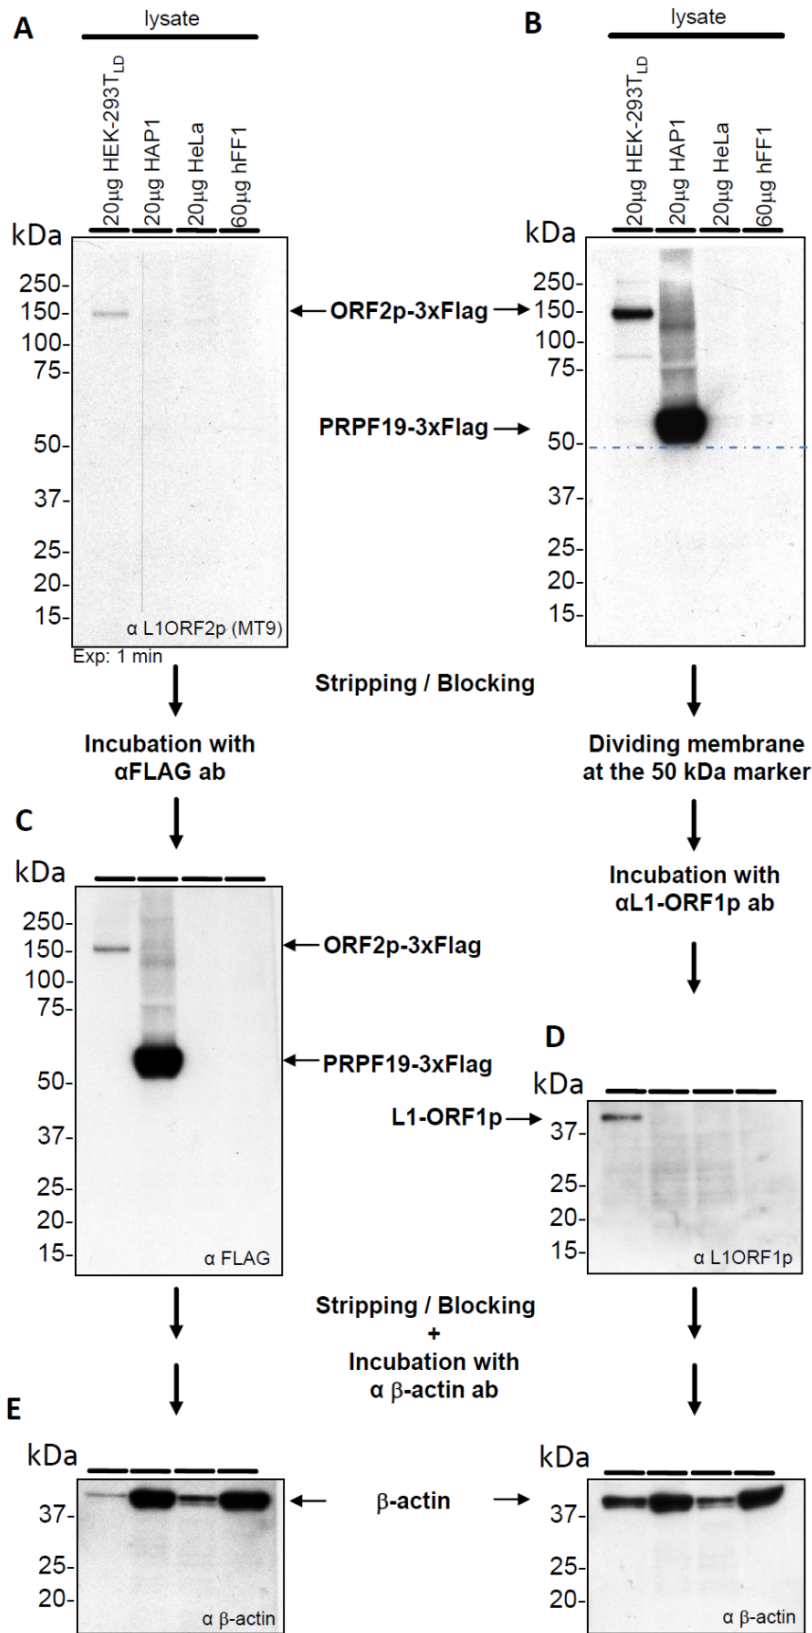 A
lysate
20µg HEK-293T_LD
20µg HAP1
20µg HeLa
60µg hFF1
kDa
250-
150-
100-
75-
50-
37-
25-
20-
15-
α L1ORF2p (MT9)
Exp: 1 min
ORF2p-3xFlag
PRPF19-3xFlag
B
lysate
20µg HEK-293T_LD
20µg HAP1
20µg HeLa
60µg hFF1
kDa
250-
150-
100-
75-
50-
37-
25-
20-
15-
Stripping / Blocking
Incubation with
αFLAG ab
Dividing membrane
at the 50 kDa marker
Incubation with
αL1-ORF1p ab
C
kDa
250-
150-
100-
75-
50-
37-
25-
20-
15-
α FLAG
ORF2p-3xFlag
PRPF19-3xFlag
D
kDa
L1-ORF1p
37-
25-
20-
15-
α L1ORF1p
Stripping / Blocking
+
Incubation with
α β-actin ab
E
kDa
37-
25-
20-
α β-actin
β-actin
kDa
37-
25-
20-
α β-actin